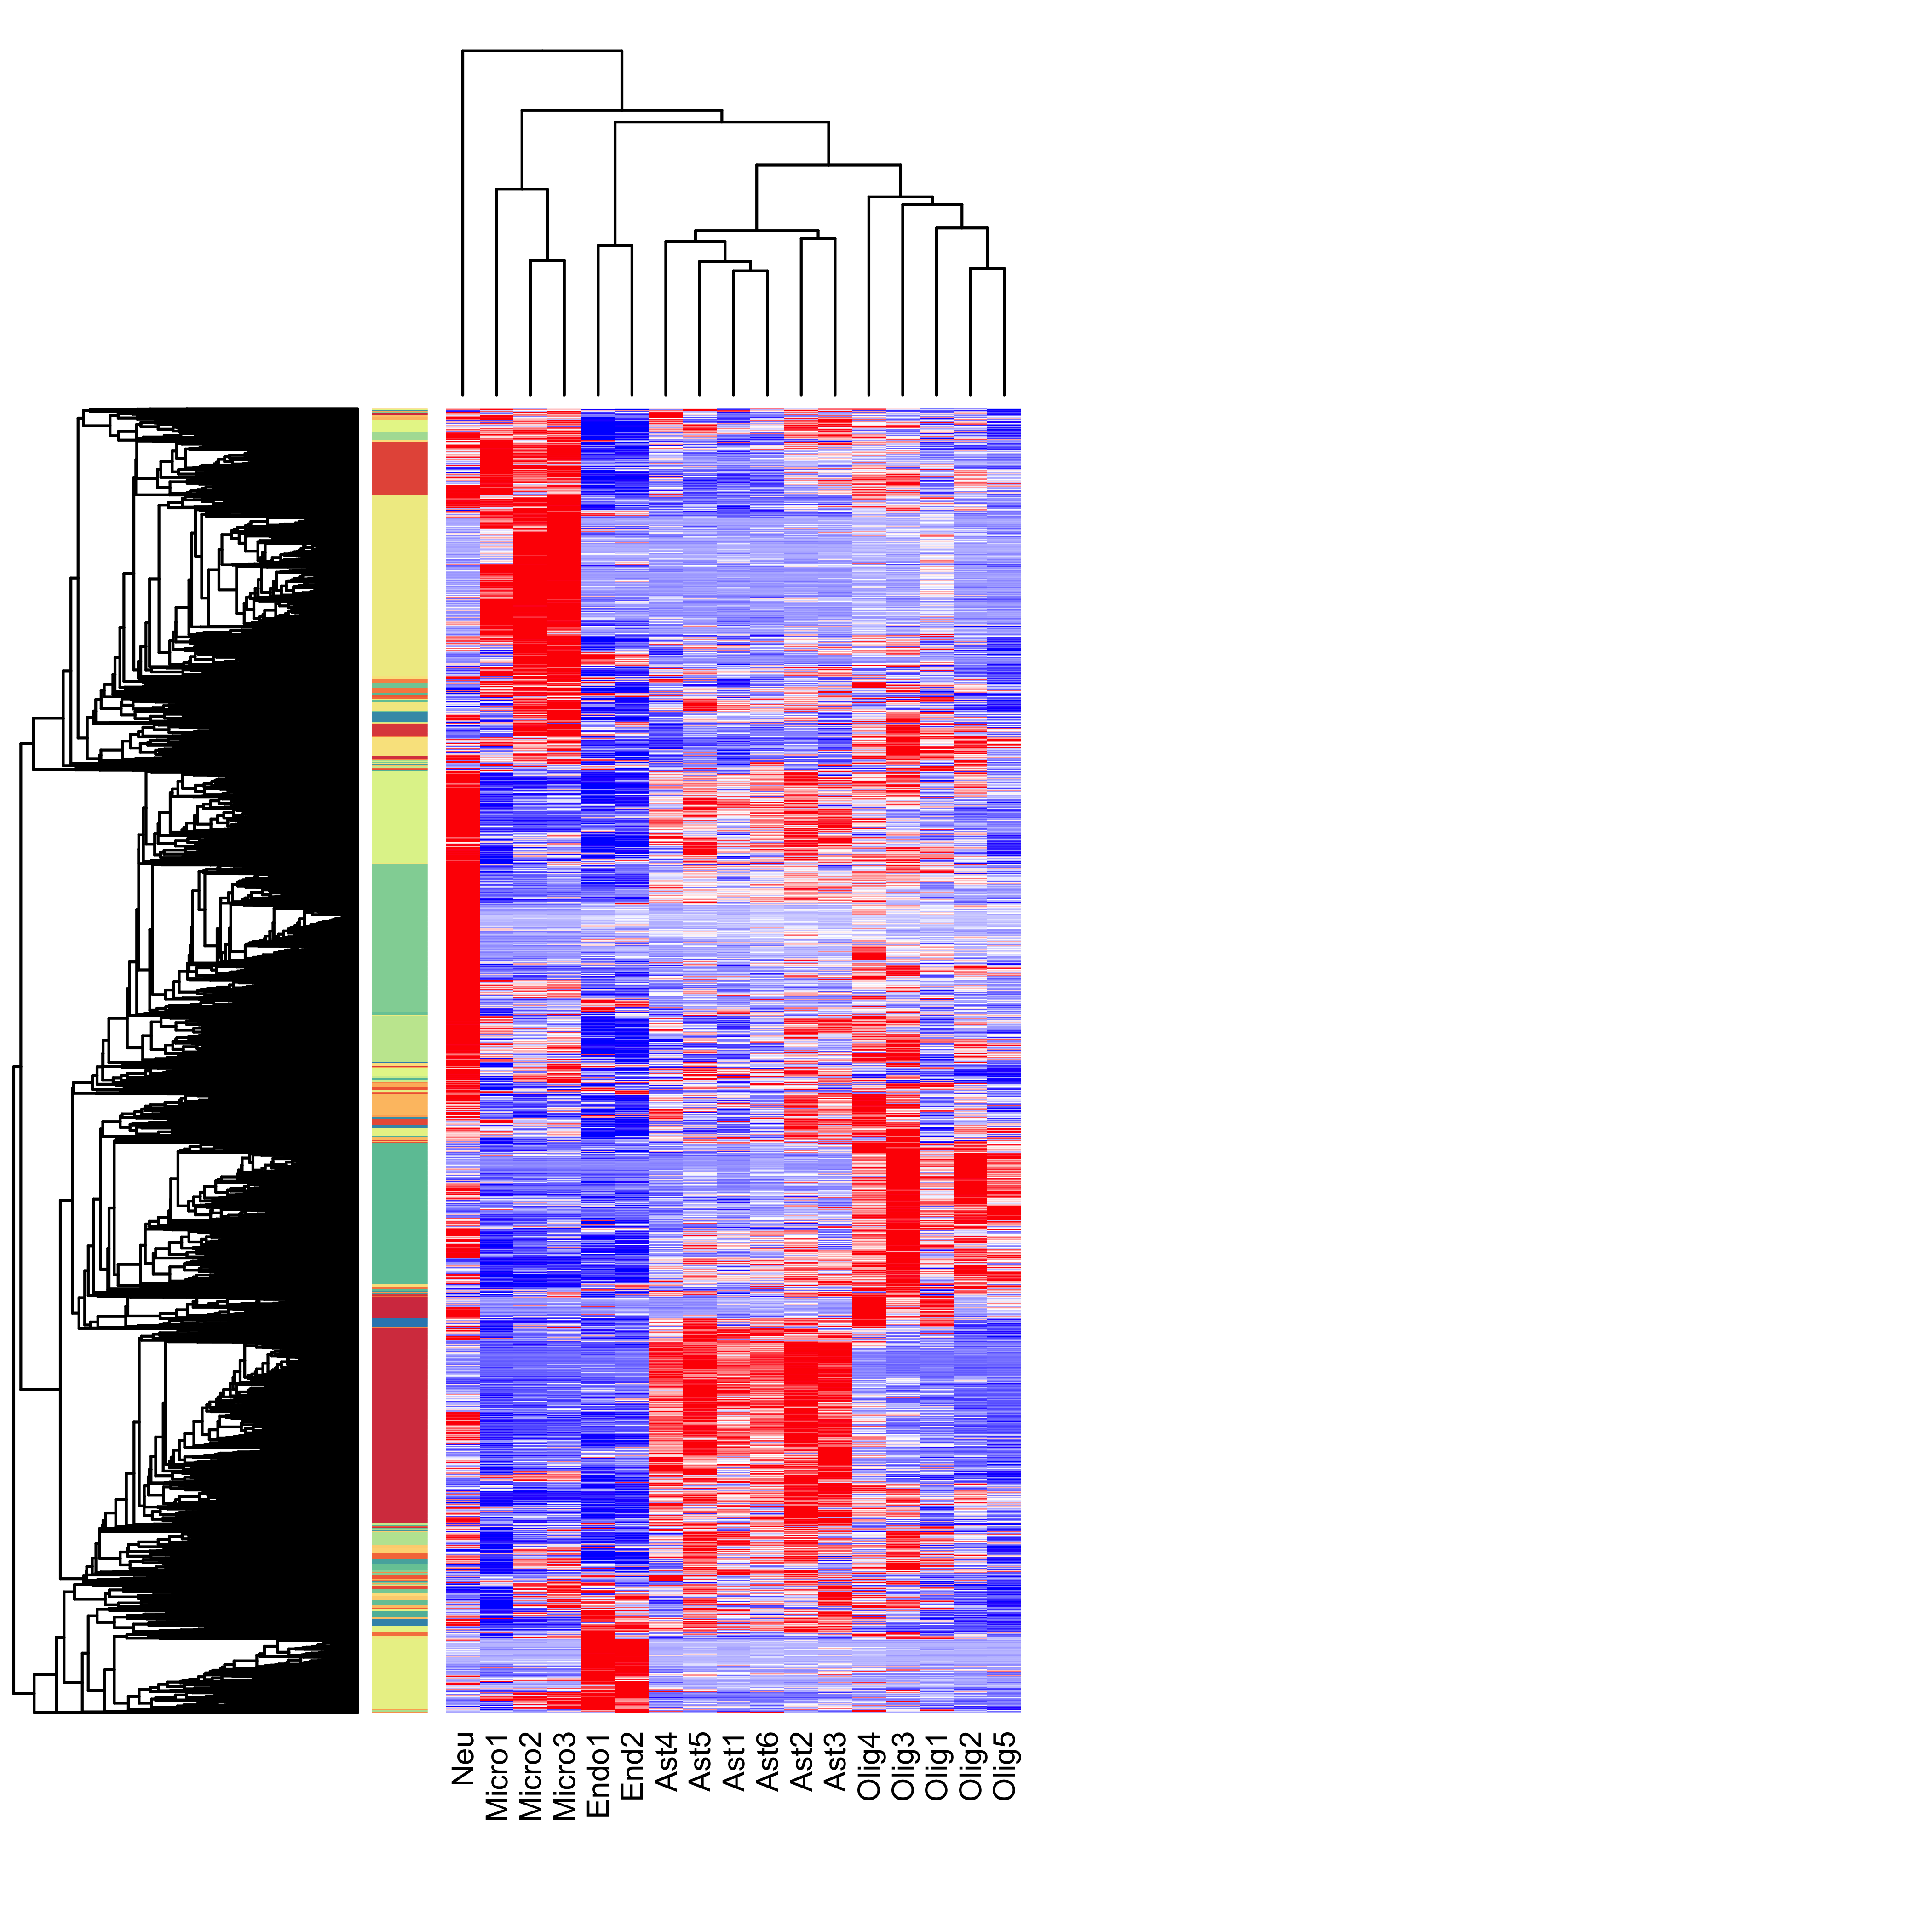 Neu
Micro1
Micro2
Micro3
Endo1
End2
Ast4
Ast5
Ast1
Ast6
Ast2
Ast3
Olig4
Olig3
Olig1
Olig2
Olig5